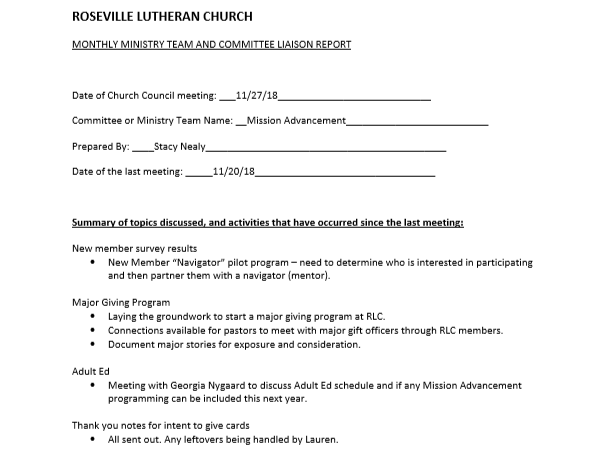 ROSEVILLE LUTHERAN CHURCH
MONTHLY MINISTRY TEAM AND COMMITTEE LIAISON REPORT
Date of Church Council meeting: ___11/27/18____________________________
Committee or Ministry Team Name: __Mission Advancement__________________________
Prepared By: ____Stacy Nealy____________________________________________
Date of the last meeting: _____11/20/18_________________________________
Summary of topics discussed, and activities that have occurred since the last meeting:
New member survey results
• New Member “Navigator” pilot program – need to determine who is interested in participating
and then partner them with a navigator (mentor).
Major Giving Program
• Laying the groundwork to start a major giving program at RLC.
• Connections available for pastors to meet with major gift officers through RLC members.
• Document major stories for exposure and consideration.
Adult Ed
• Meeting with Georgia Nygaard to discuss Adult Ed schedule and if any Mission Advancement
programming can be included this next year.
Thank you notes for intent to give cards
• All sent out. Any leftovers being handled by Lauren.